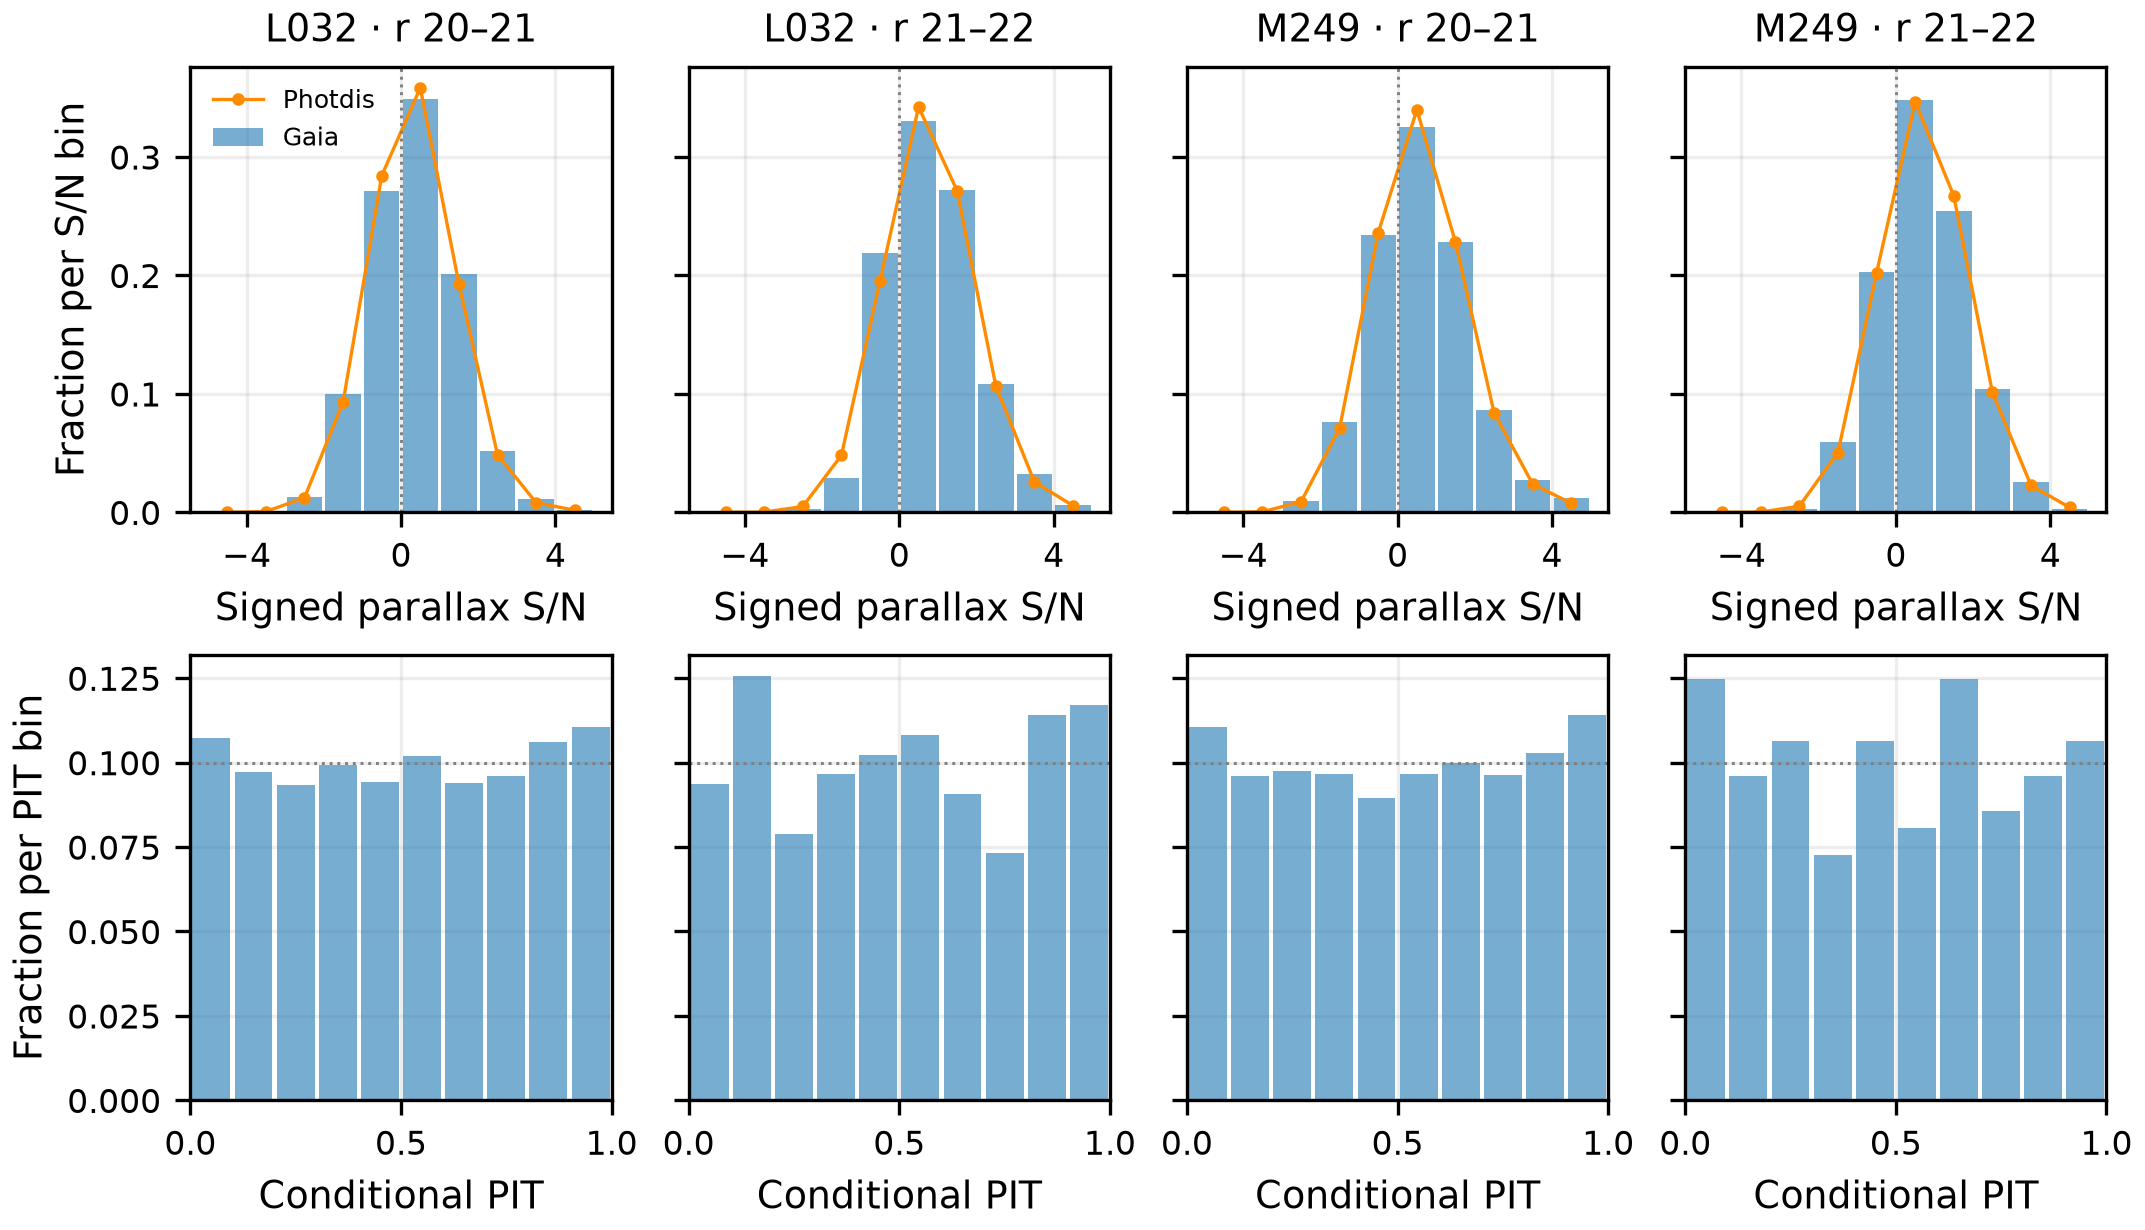 L032 · r 20–21
L032 · r 21–22
M249 · r 20–21
M249 · r 21–22
Photdis
Gaia
Fraction per S/N bin
0.3
0.2
0.1
0.0
−4 0 4
−4 0 4
−4 0 4
−4 0 4
Signed parallax S/N
Signed parallax S/N
Signed parallax S/N
Signed parallax S/N
Fraction per PIT bin
0.125
0.100
0.075
0.050
0.025
0.000
0.0 0.5 1.0
0.0 0.5 1.0
0.0 0.5 1.0
0.0 0.5 1.0
Conditional PIT
Conditional PIT
Conditional PIT
Conditional PIT